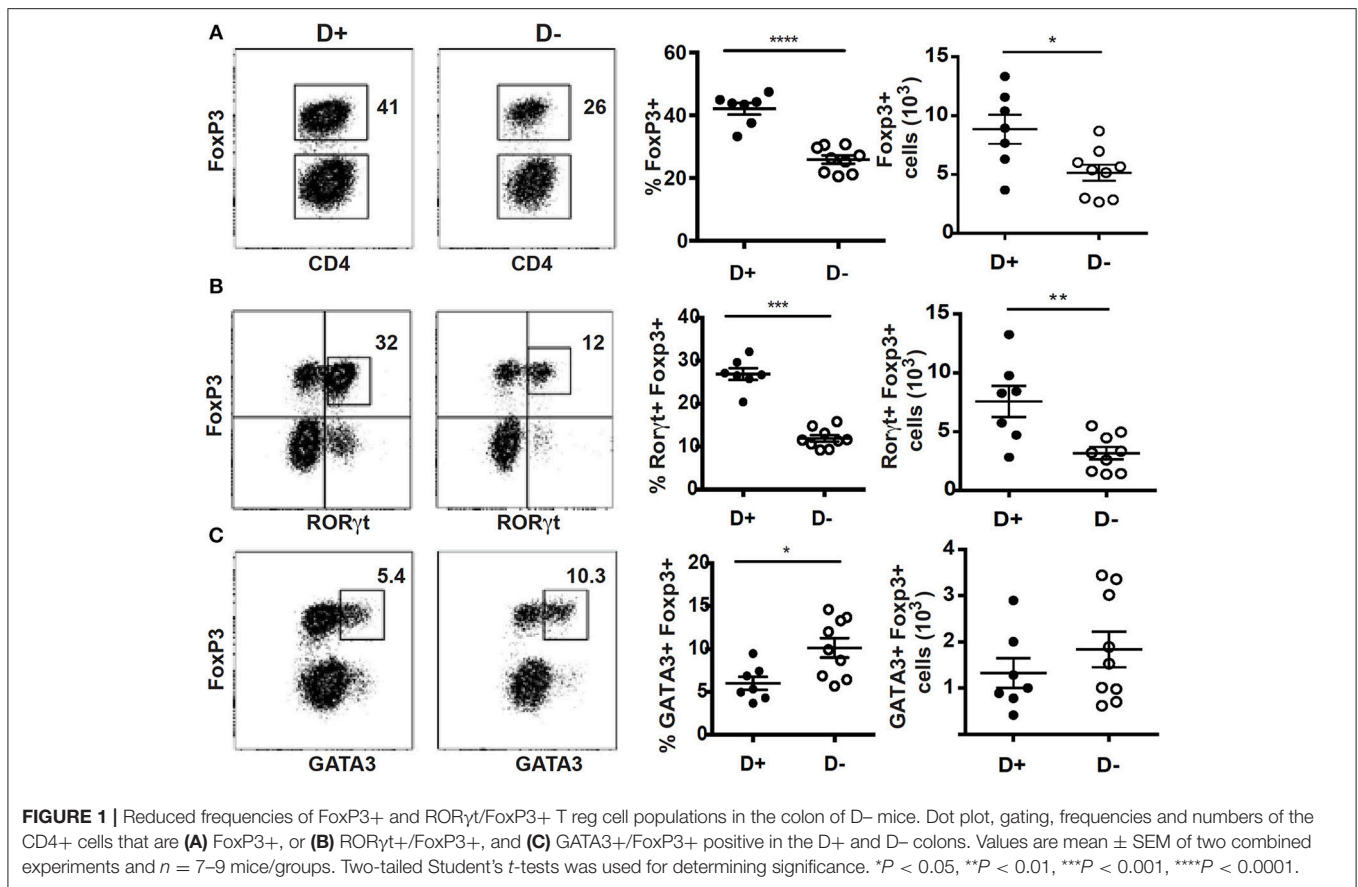 A
D+
D-
FoxP3
41
26
CD4
CD4
% FoxP3+
60
40
20
0
****
D+
D-
Foxp3+
cells (10³)
15
10
5
0
*
D+
D-
B
FoxP3
32
12
RORγt
RORγt
% Rorγt+ Foxp3+
40
30
20
10
0
***
D+
D-
Rorγt+ Foxp3+
cells (10³)
15
10
5
0
**
D+
D-
C
FoxP3
5.4
10.3
GATA3
GATA3
% GATA3+ Foxp3+
20
15
10
5
0
*
D+
D-
GATA3+ Foxp3+
cells (10³)
4
3
2
1
D+
D-
FIGURE 1 | Reduced frequencies of FoxP3+ and RORγt/FoxP3+ T reg cell populations in the colon of D– mice. Dot plot, gating, frequencies and numbers of the
CD4+ cells that are (A) FoxP3+, or (B) RORγt+/FoxP3+, and (C) GATA3+/FoxP3+ positive in the D+ and D– colons. Values are mean ± SEM of two combined
experiments and n = 7–9 mice/groups. Two-tailed Student's t-tests was used for determining significance. *P < 0.05, **P < 0.01, ***P < 0.001, ****P < 0.0001.